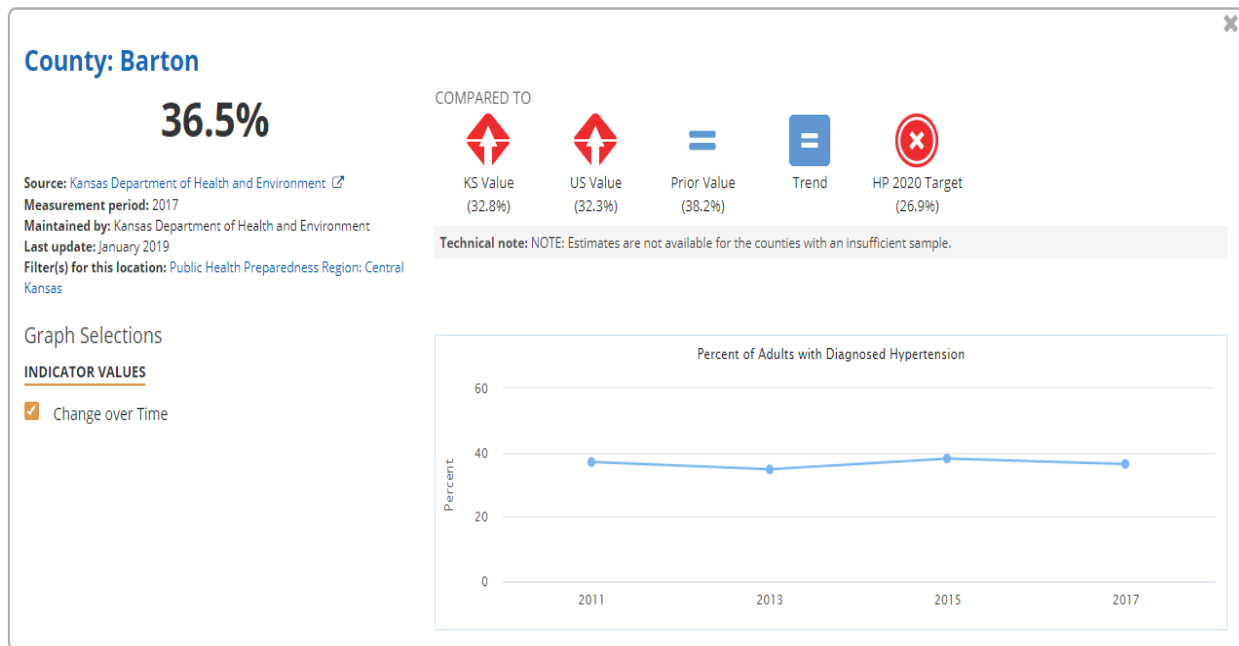 County: Barton
36.5%
Source: Kansas Department of Health and Environment
Measurement period: 2017
Maintained by: Kansas Department of Health and Environment
Last update: January 2019
Filter(s) for this location: Public Health Preparedness Region: Central
Kansas
COMPARED TO
KS Value
(32.8%)
US Value
(32.3%)
Prior Value
(38.2%)
Trend
HP 2020 Target
(26.9%)
Technical note: NOTE: Estimates are not available for the counties with an insufficient sample.
Graph Selections
INDICATOR VALUES
Change over Time
Percent of Adults with Diagnosed Hypertension
Percent
60
40
20
0
2011 2013 2015 2017